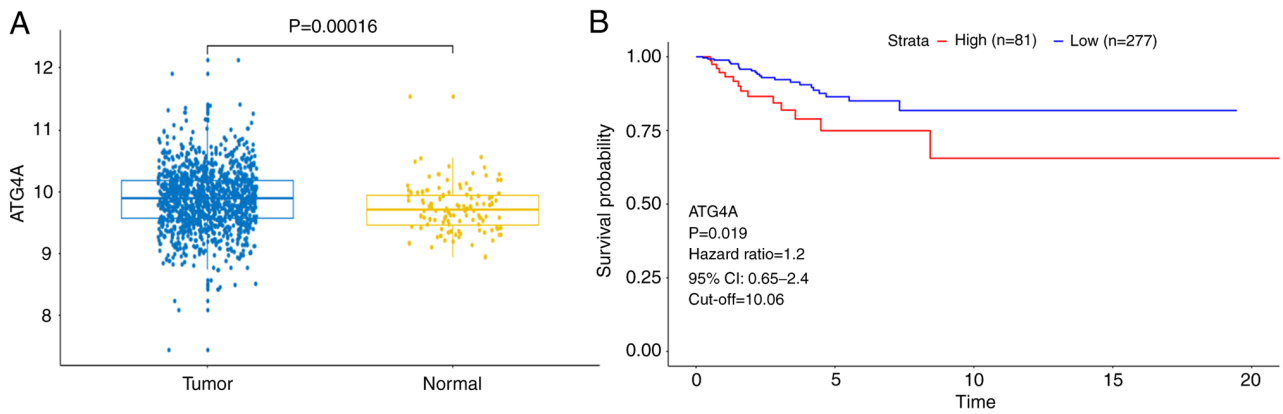 A
P=0.00016
ATG4A
12
11
10
9
8
Tumor Normal
B
Strata High (n=81) Low (n=277)
Survival probability
1.00
0.75
0.50
0.25
0.00
ATG4A
P=0.019
Hazard ratio=1.2
95% CI: 0.65–2.4
Cut-off=10.06
0 5 10 15 20
Time